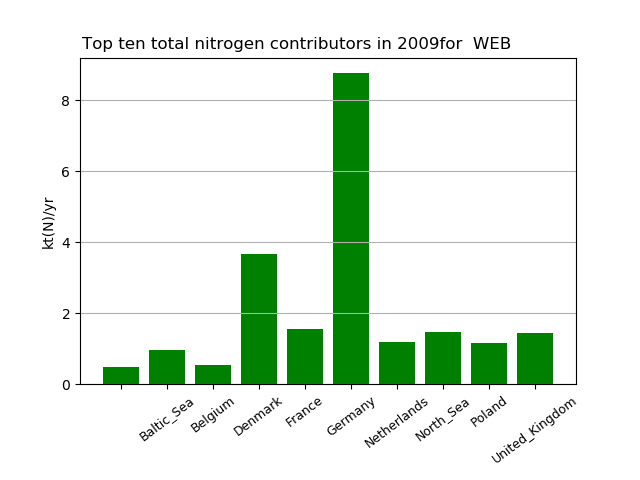 Top ten total nitrogen contributors in 2009for  WEB
8
6
4
2
0
kt(N)/yr
Baltic_Sea
Belgium
Denmark
France
Germany
Netherlands
North_Sea
Poland
United_Kingdom